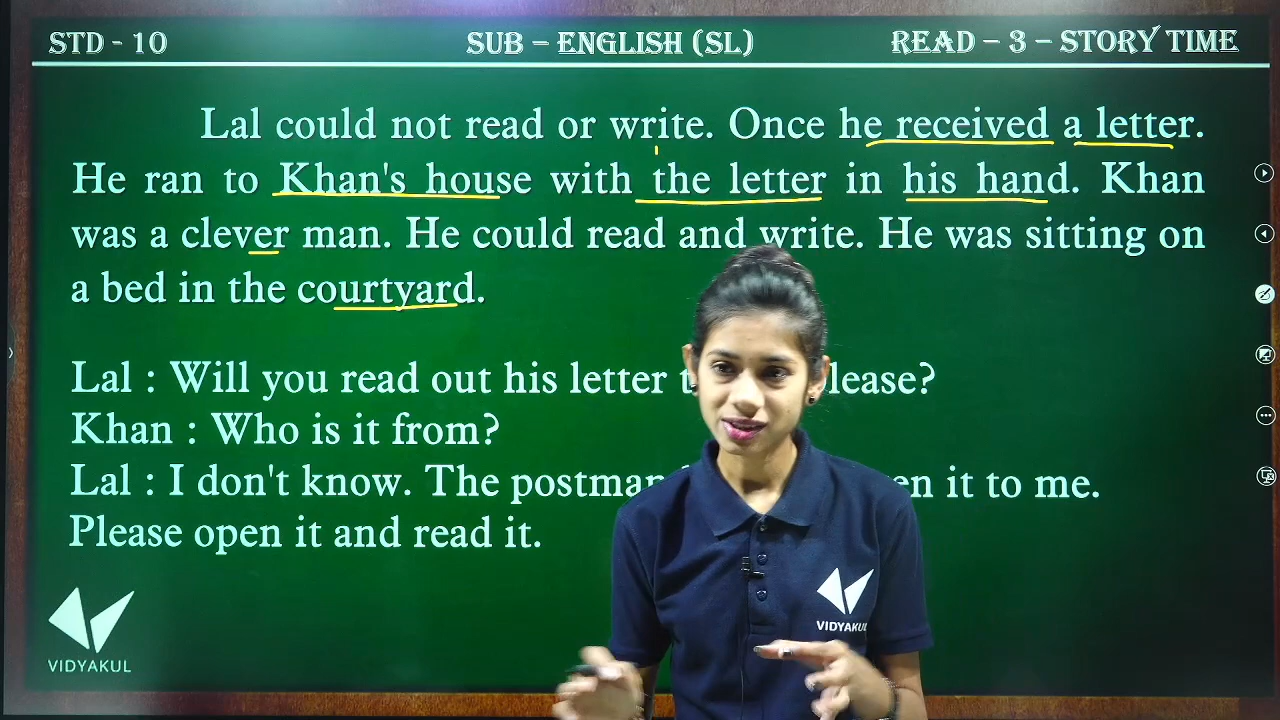 STD - 10 SUB – ENGLISH (SL) READ – 3 – STORY TIME
Lal could not read or write. Once he received a letter.
He ran to Khan's house with the letter in his hand. Khan
was a clever man. He could read and write. He was sitting on
a bed in the courtyard.
Lal : Will you read out his letter please?
Khan : Who is it from?
Lal : I don't know. The postman it to me.
Please open it and read it.
VIDYAKUL
VIDYAKUL